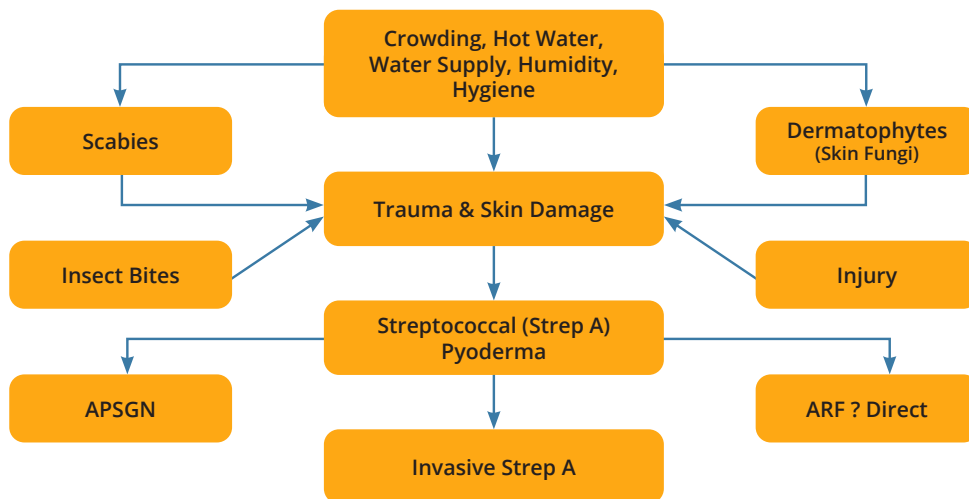 Crowding, Hot Water,
Water Supply, Humidity,
Hygiene
Scabies
Dermatophytes
(Skin Fungi)
Trauma & Skin Damage
Insect Bites
Injury
Streptococcal (Strep A)
Pyoderma
APSGN
ARF ? Direct
Invasive Strep A